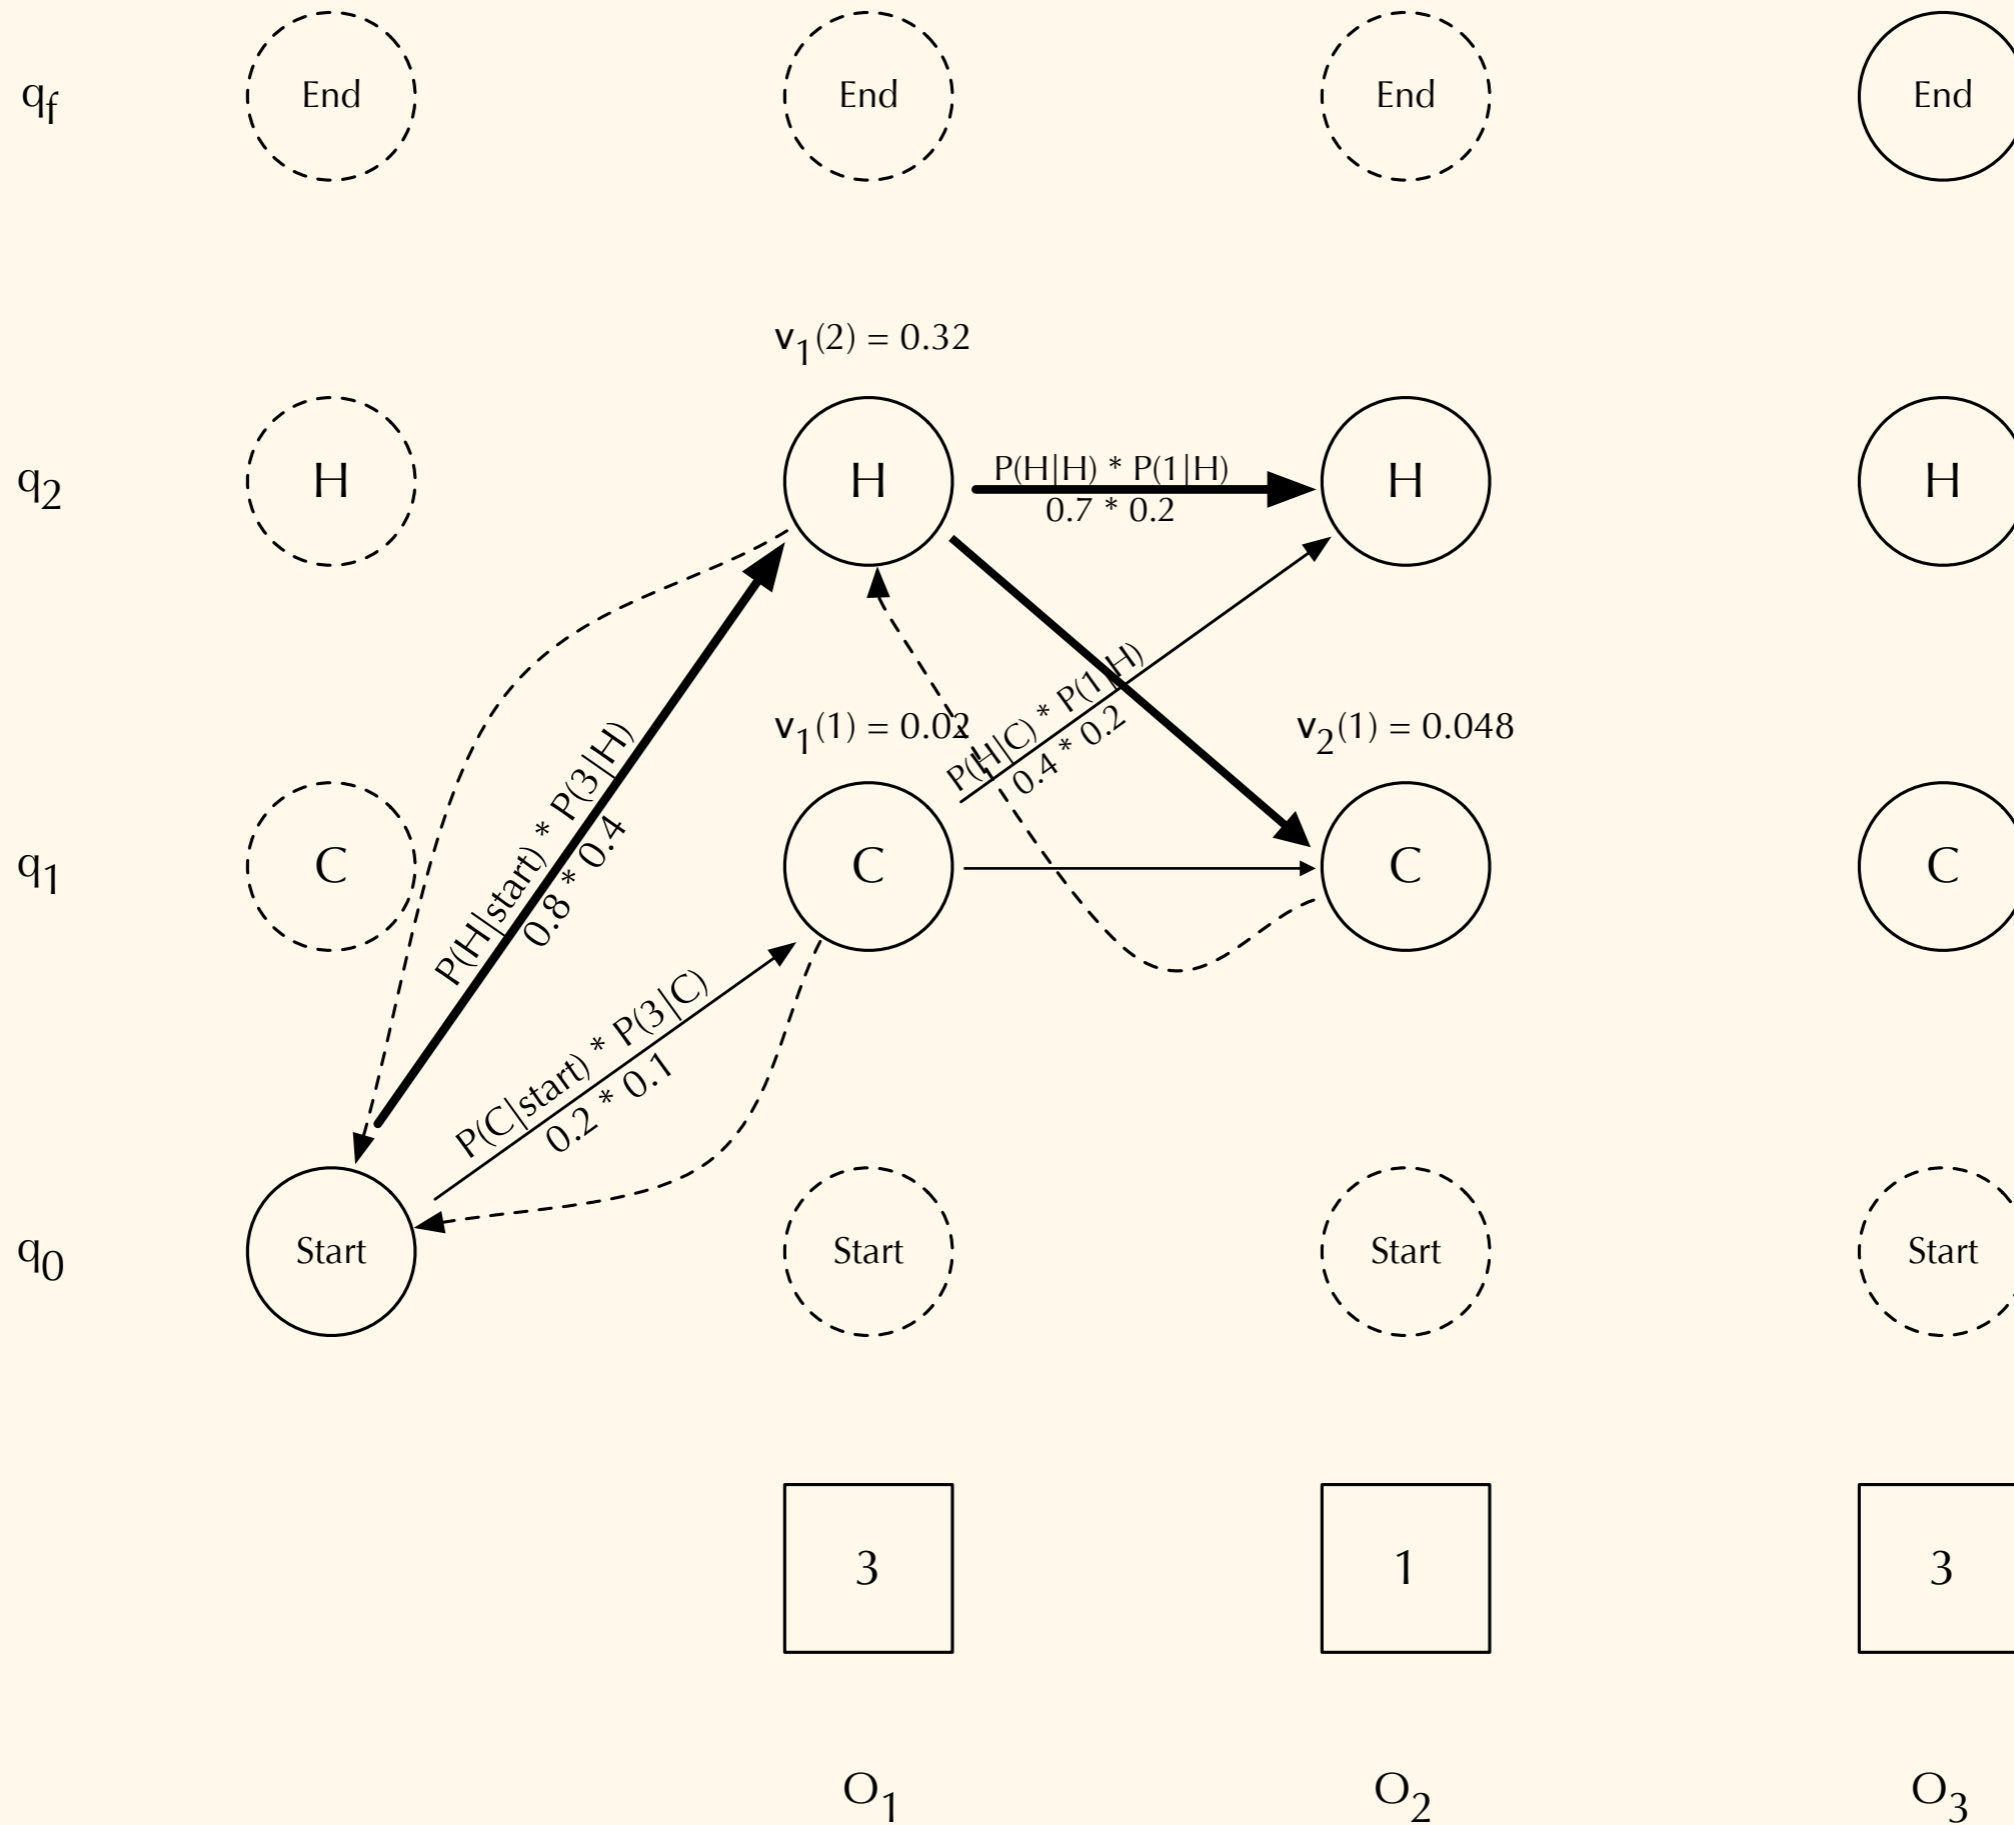 q_f End End End End
v_1(2) = 0.32
q_2 H H H H
P(H|H) * P(1|H)
0.7 * 0.2
P(H|C) * P(1|H)
0.4 * 0.2
v_1(1) = 0.02
v_2(1) = 0.048
P(H|start) * P(3|H)
0.8 * 0.4
q_1 C C C C
P(C|start) * P(3|C)
0.2 * 0.1
q_0 Start Start Start Start
3 1 3
O_1 O_2 O_3